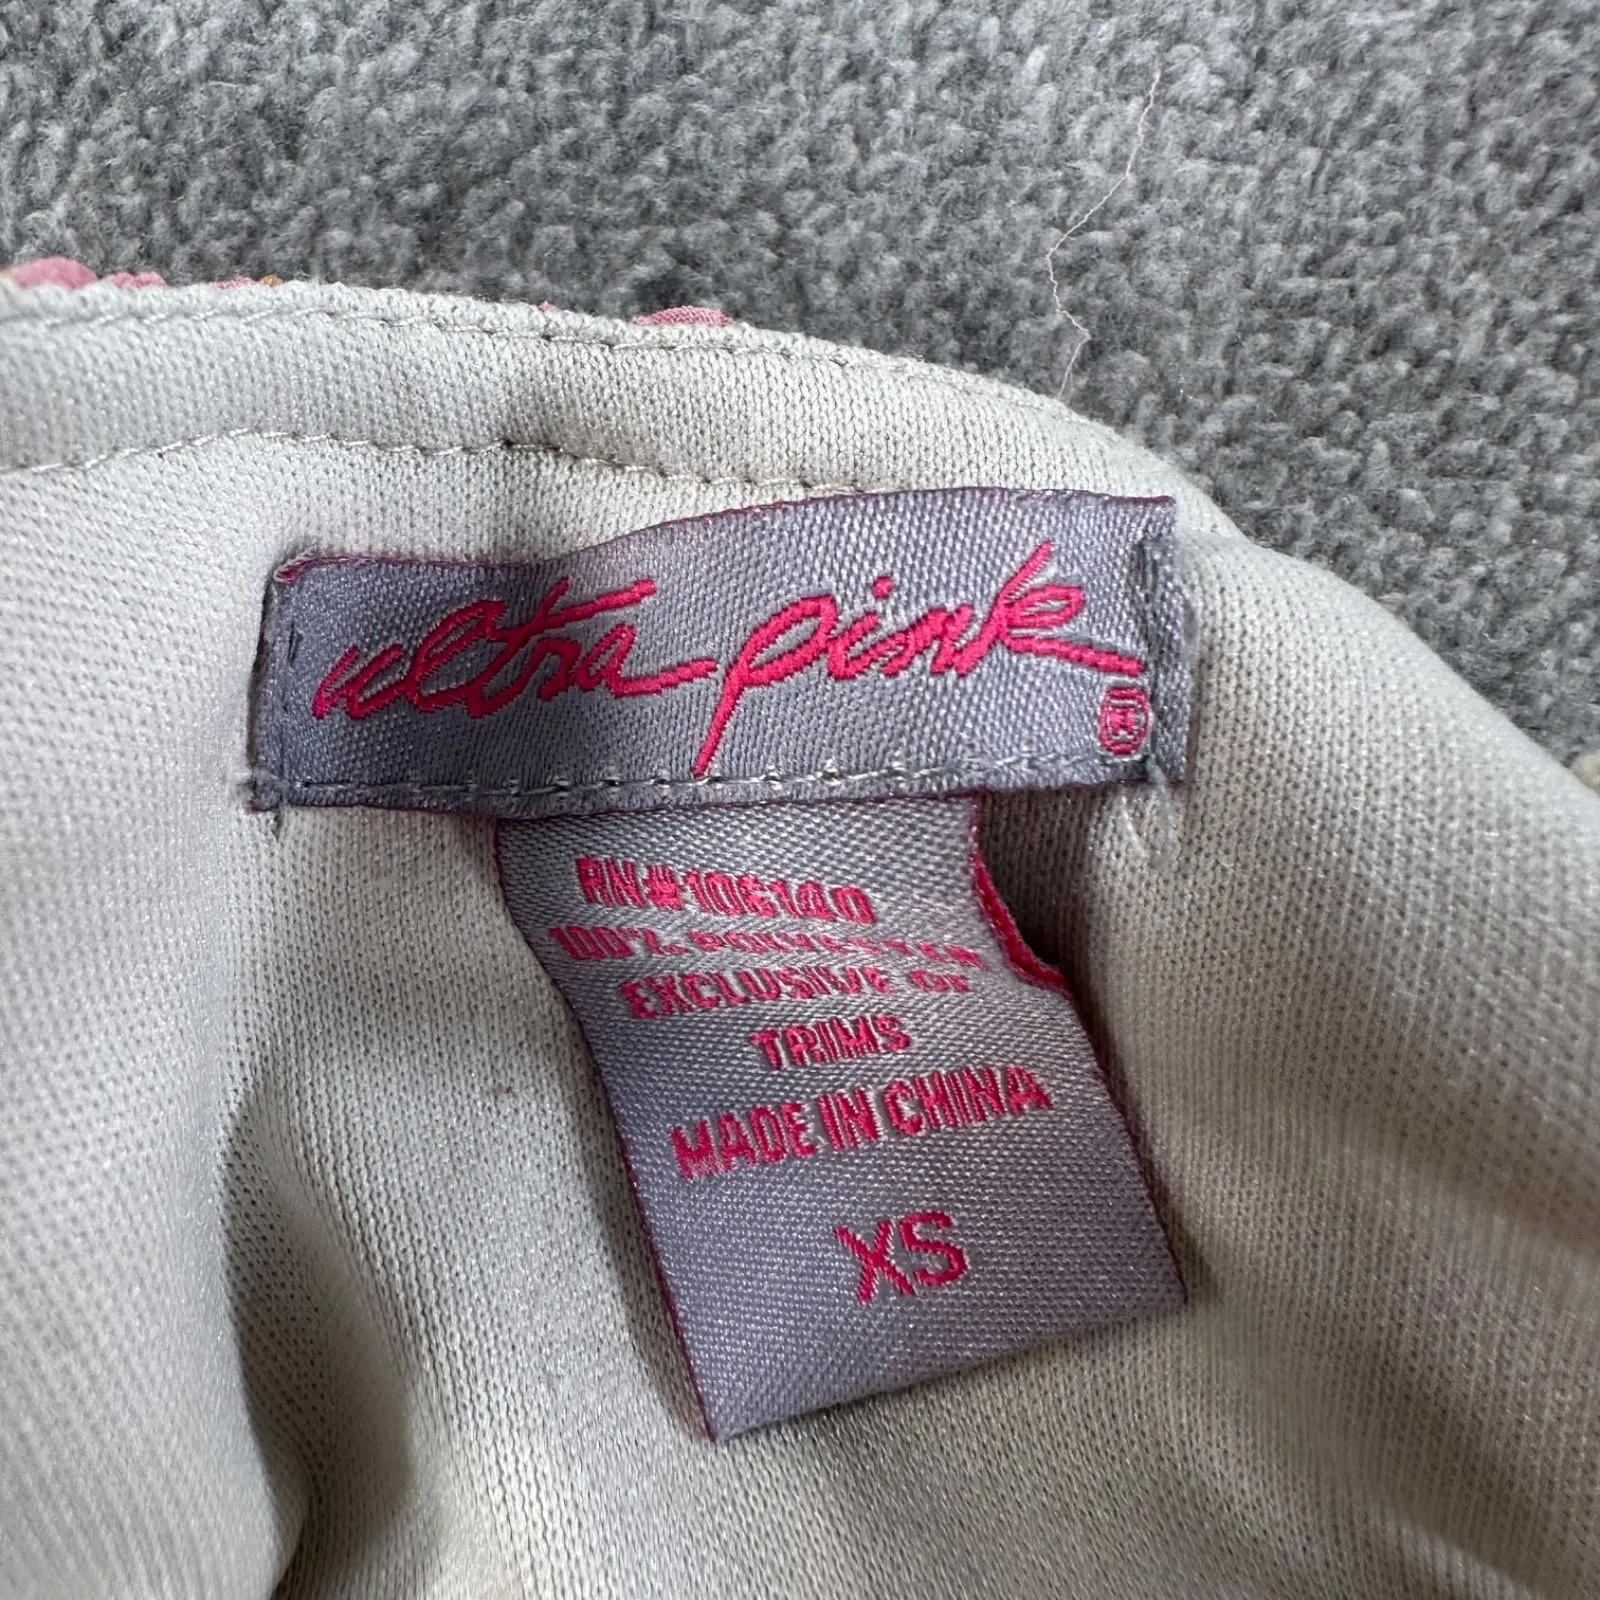 ultra pink ®
RN#106140
100% POLYESTER
EXCLUSIVE OF
TRIMS
MADE IN CHINA
XS